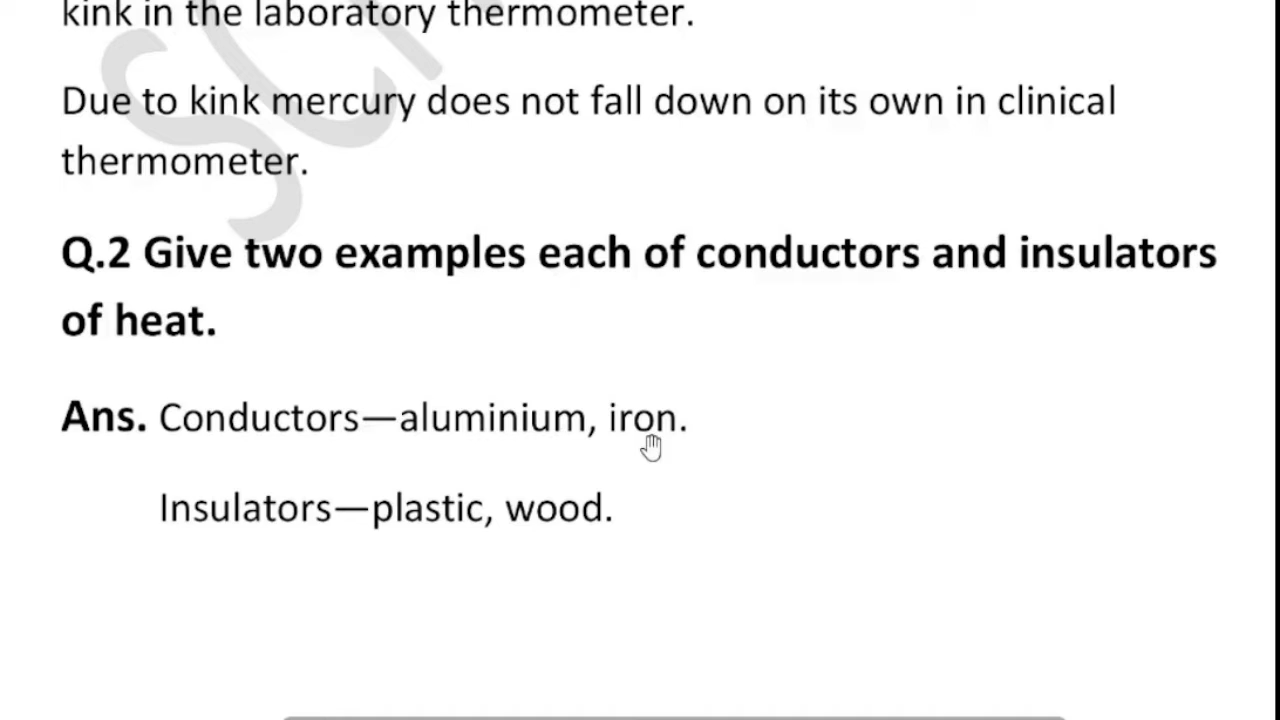 kink in the laboratory thermometer.
Due to kink mercury does not fall down on its own in clinical
thermometer.
Q.2 Give two examples each of conductors and insulators
of heat.
Ans. Conductors—aluminium, iron.
Insulators—plastic, wood.